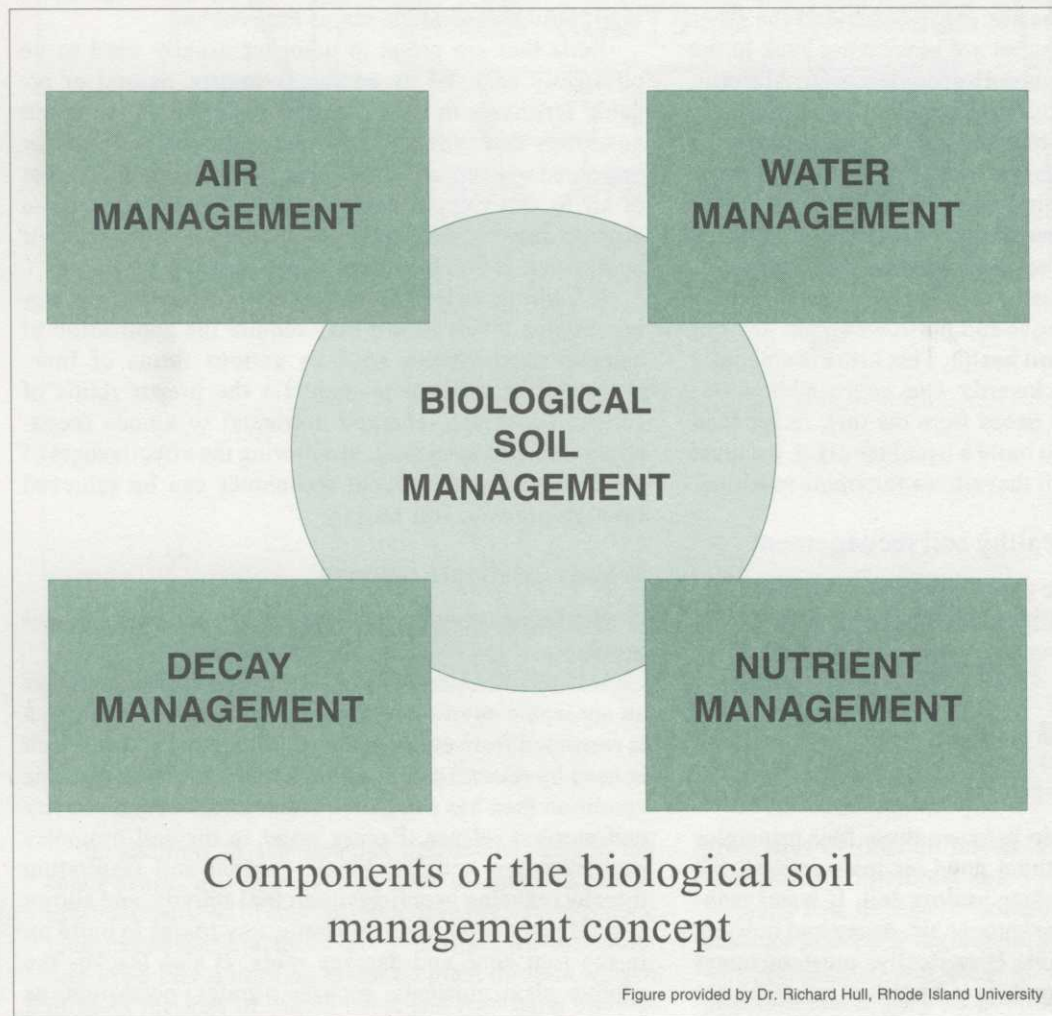 AIR
MANAGEMENT
WATER
MANAGEMENT
BIOLOGICAL
SOIL
MANAGEMENT
DECAY
MANAGEMENT
NUTRIENT
MANAGEMENT
Components of the biological soil
management concept
Figure provided by Dr. Richard Hull, Rhode Island University